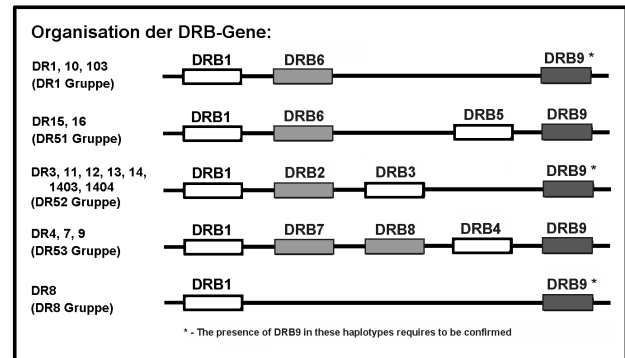 Organisation der DRB-Gene:
DR1, 10, 103
(DR1 Gruppe)
DRB1
DRB6
DRB9 *
DR15, 16
(DR51 Gruppe)
DRB1
DRB6
DRB5
DRB9
DR3, 11, 12, 13, 14,
1403, 1404
(DR52 Gruppe)
DRB1
DRB2
DRB3
DRB9 *
DR4, 7, 9
(DR53 Gruppe)
DRB1
DRB7
DRB8
DRB4
DRB9
DR8
(DR8 Gruppe)
DRB1
DRB9 *
* - The presence of DRB9 in these haplotypes requires to be confirmed